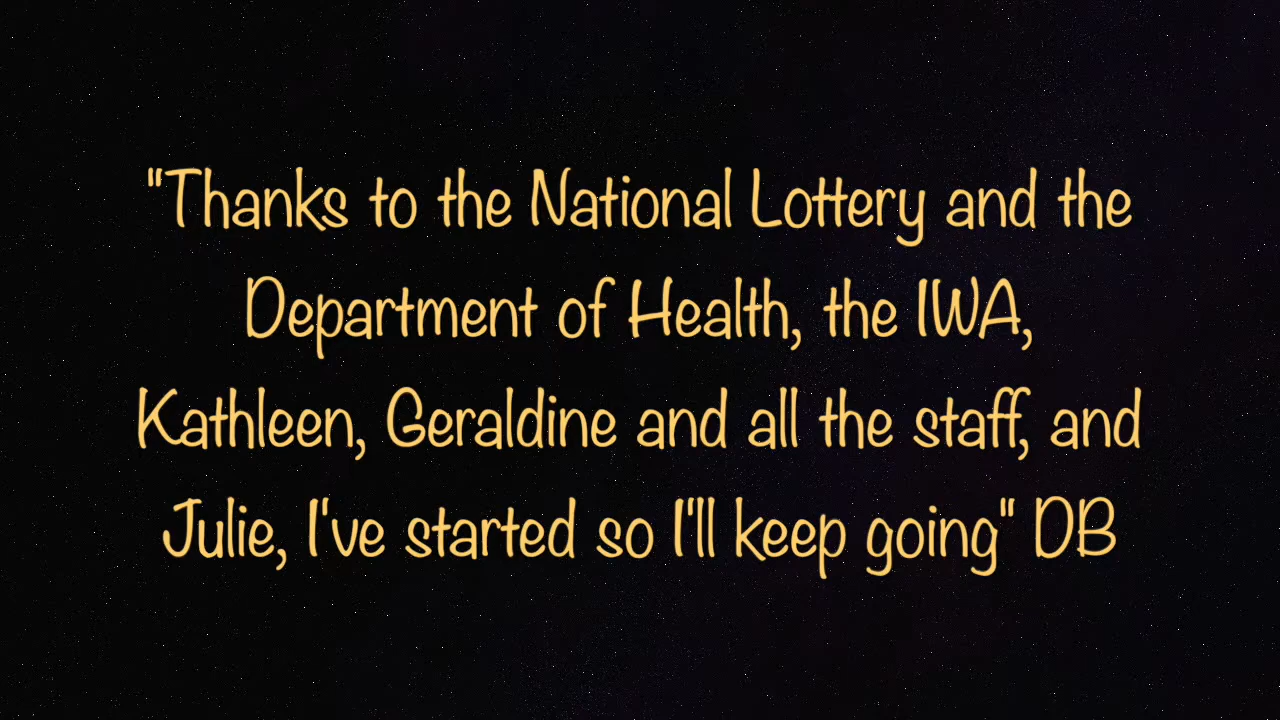 "Thanks to the National Lottery and the
Department of Health, the IWA,
Kathleen, Geraldine and all the staff, and
Julie, I've started so I'll keep going" DB